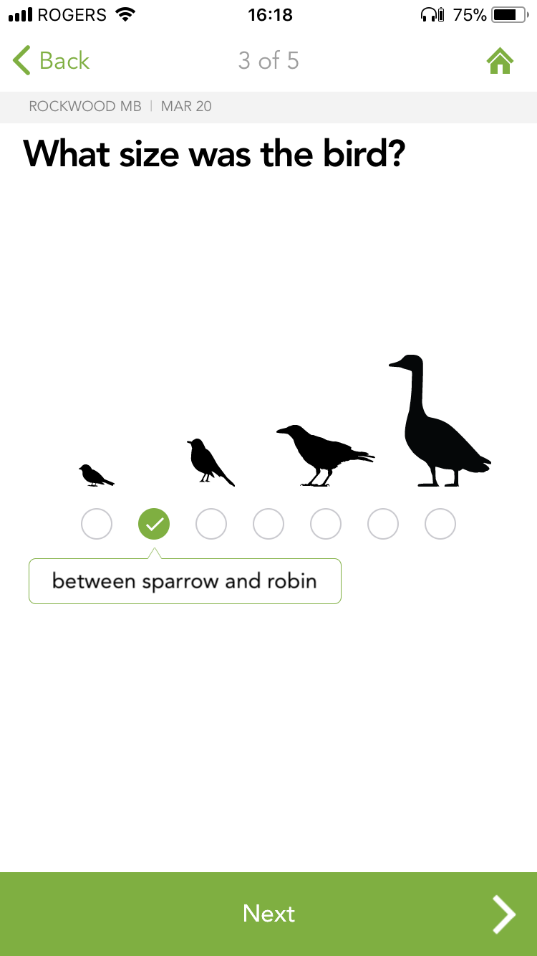 ROGERS 16:18 75%
Back 3 of 5
ROCKWOOD MB | MAR 20
What size was the bird?
between sparrow and robin
Next